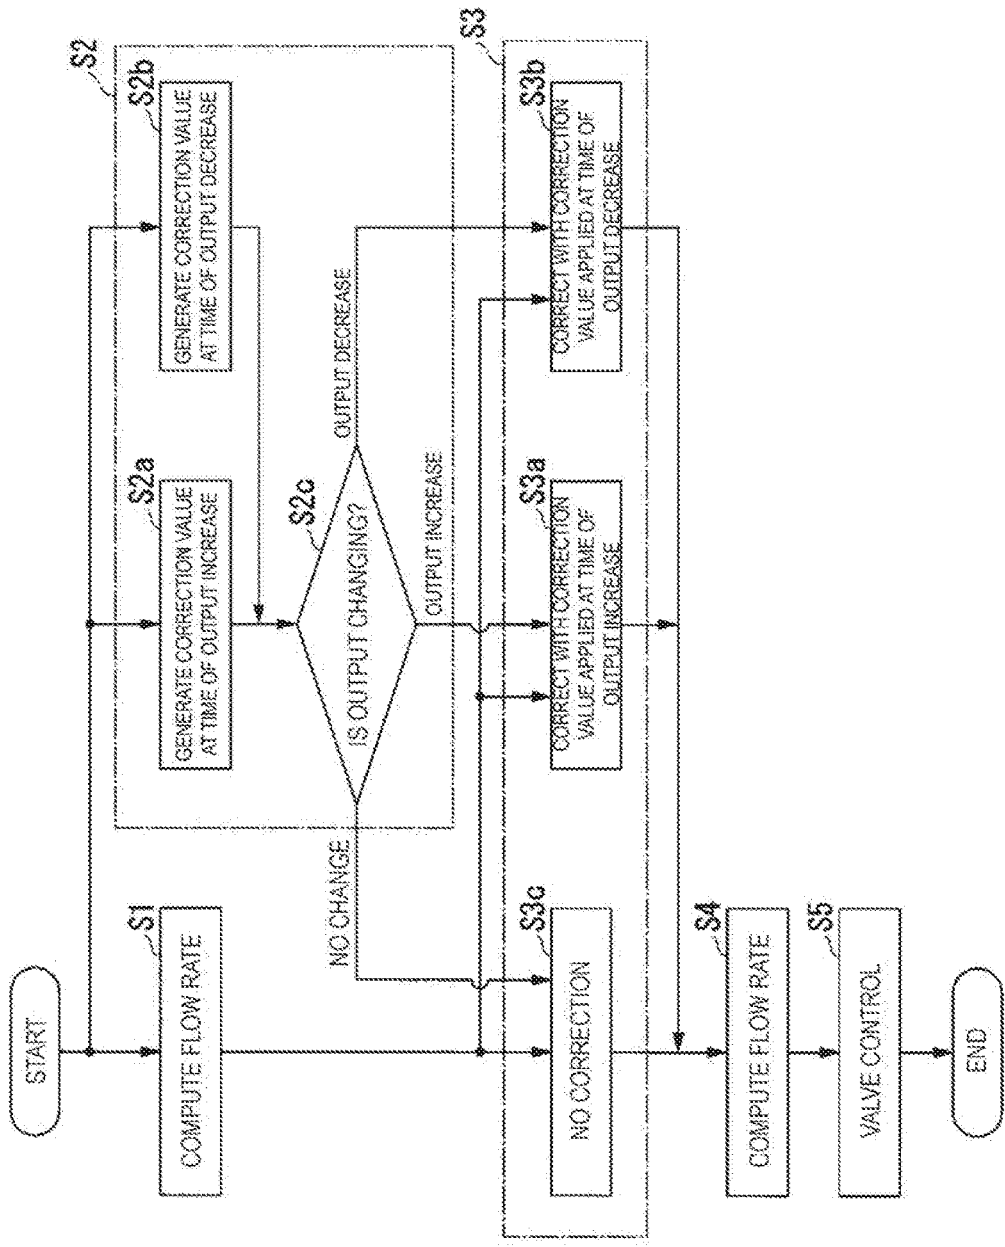 START
S1
COMPUTE FLOW RATE
S2
S2a
GENERATE CORRECTION VALUE
AT TIME OF OUTPUT INCREASE
S2b
GENERATE CORRECTION VALUE
AT TIME OF OUTPUT DECREASE
S2c
IS OUTPUT CHANGING?
NO CHANGE
OUTPUT INCREASE
OUTPUT DECREASE
S3
S3c
NO CORRECTION
S3a
CORRECT WITH CORRECTION
VALUE APPLIED AT TIME OF
OUTPUT INCREASE
S3b
CORRECT WITH CORRECTION
VALUE APPLIED AT TIME OF
OUTPUT DECREASE
S4
COMPUTE FLOW RATE
S5
VALVE CONTROL
END